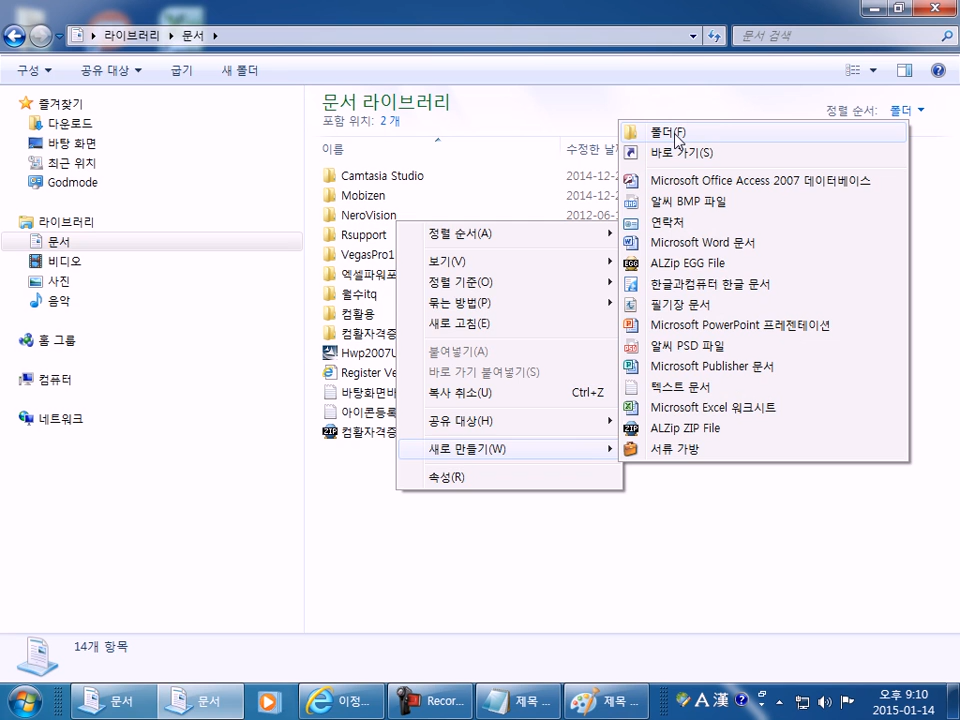 라이브러리 ▸ 문서 ▸
문서 검색
구성 공유 대상 굽기 새 폴더
즐겨찾기
다운로드
바탕 화면
최근 위치
Godmode
라이브러리
문서
비디오
사진
음악
홈 그룹
컴퓨터
네트워크
문서 라이브러리
포함 위치: 2 개
정렬 순서: 폴더
이름 수정한 날짜
Camtasia Studio 2014-12-2
Mobizen 2014-12-2
NeroVision 2012-06-1
Rsupport
VegasPro1
엑셀파워포
월수itq
컴활용
컴활자격증
Hwp2007U
Register Ve
바탕화면바
아이콘등록
컴활자격증
정렬 순서(A)
보기(V)
정렬 기준(O)
묶는 방법(P)
새로 고침(E)
붙여넣기(A)
바로 가기 붙여넣기(S)
복사 취소(U) Ctrl+Z
공유 대상(H)
새로 만들기(W)
속성(R)
폴더(F)
바로 가기(S)
Microsoft Office Access 2007 데이터베이스
알씨 BMP 파일
연락처
Microsoft Word 문서
ALZip EGG File
한글과컴퓨터 한글 문서
필기장 문서
Microsoft PowerPoint 프레젠테이션
알씨 PSD 파일
Microsoft Publisher 문서
텍스트 문서
Microsoft Excel 워크시트
ALZip ZIP File
서류 가방
14개 항목
문서 문서 이정... Recor... 제목 ... 제목 ...
A 漢
오후 9:10
2015-01-14